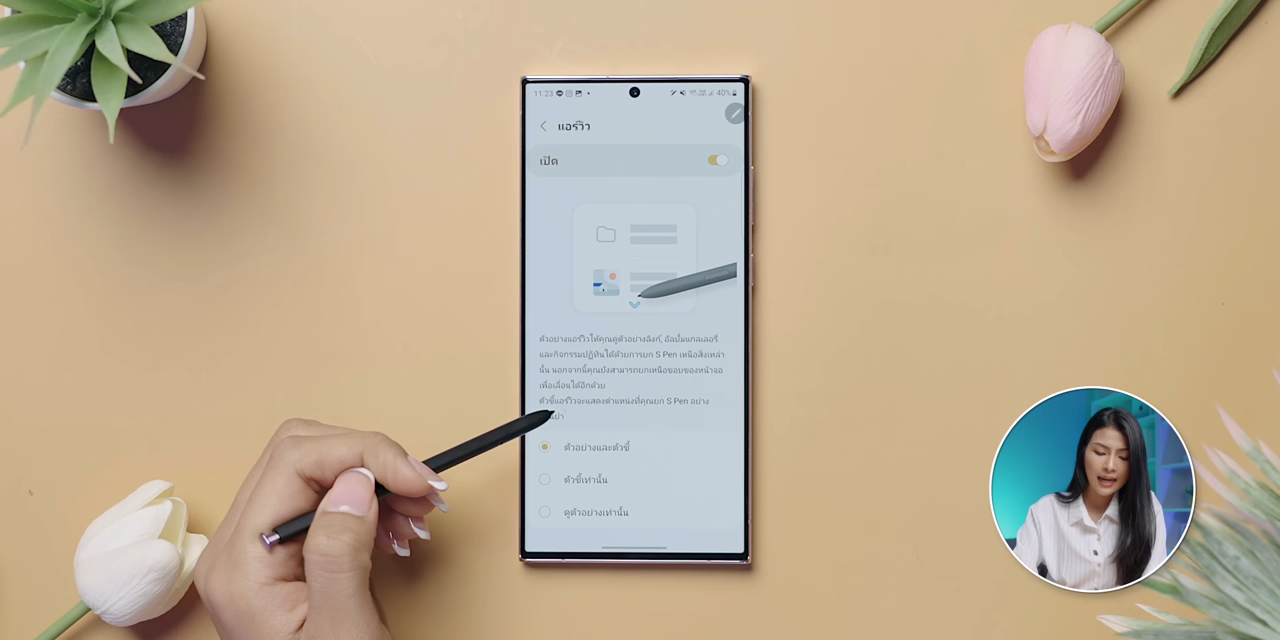 11:23
40%
แอร์วิว
เปิด
ตัวอย่างแอร์วิวให้คุณดูตัวอย่างลิงก์, อัลบั้มแกลเลอรี่
และกิจกรรมปฏิทินได้ด้วยการยก S Pen เหนือสิ่งเหล่า
นั้น นอกจากนี้คุณยังสามารถยกเหนือขอบของหน้าจอ
เพื่อเลื่อนได้อีกด้วย
ตัวชี้แอร์วิวจะแสดงตำแหน่งที่คุณยก S Pen อย่าง
ตัวอย่างและตัวชี้
ตัวชี้เท่านั้น
ดูตัวอย่างเท่านั้น